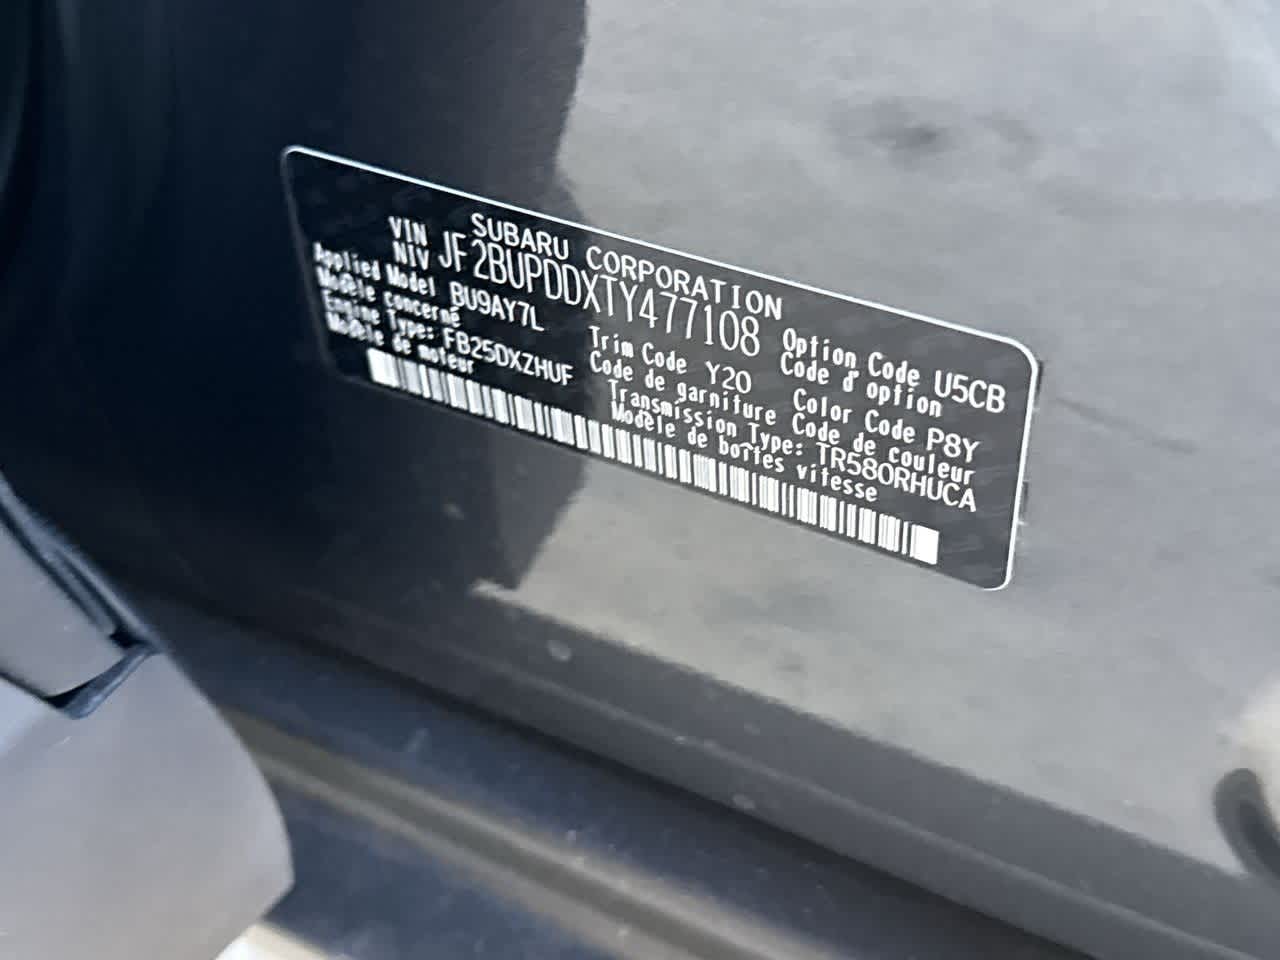 SUBARU CORPORATION
VIN
NIV JF2BUPDDXTY477108
Applied Model BU9AY7L
Modèle concerné
Option Code U5CB
Code d'option
Trim Code Y20
Code de garniture
Color Code P8Y
Code de couleur
Engine Type: FB25DXZHUF
Modèle de moteur
Transmission Type: TR580RHUCA
Modèle de boîtes vitesse